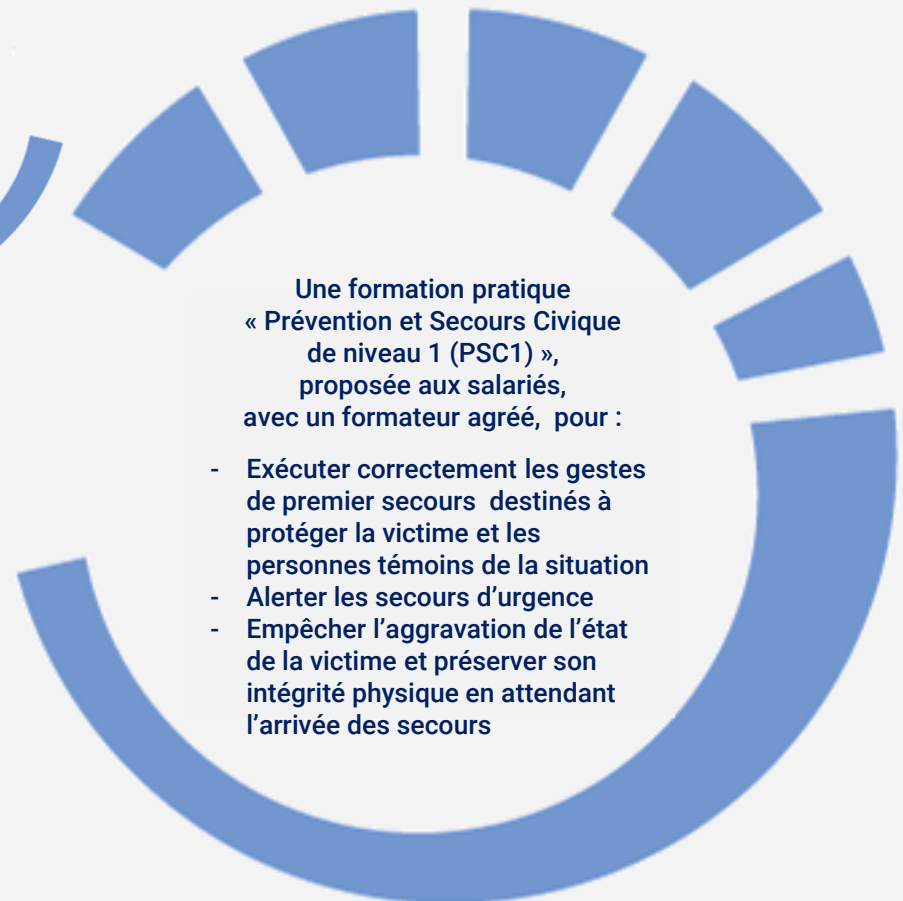 Une formation pratique
« Prévention et Secours Civique
de niveau 1 (PSC1) »,
proposée aux salariés,
avec un formateur agréé,  pour :
- Exécuter correctement les gestes
de premier secours  destinés à
protéger la victime et les
personnes témoins de la situation
- Alerter les secours d’urgence
- Empêcher l’aggravation de l’état
de la victime et préserver son
intégrité physique en attendant
l’arrivée des secours